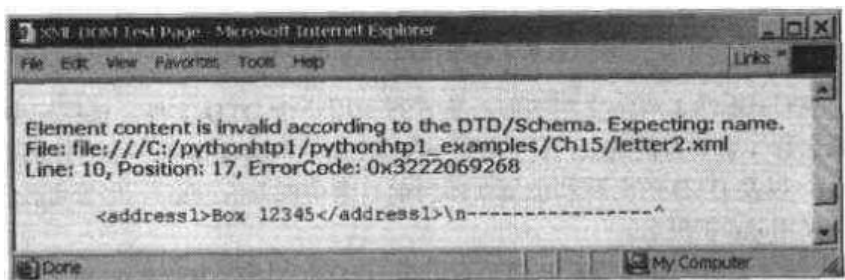 XML DOM Test Page - Microsoft Internet Explorer
File Edit View Favorites Tools Help Links »
Element content is invalid according to the DTD/Schema. Expecting: name.
File: file:///C:/pythonhtp1/pythonhtp1_examples/Ch15/letter2.xml
Line: 10, Position: 17, ErrorCode: 0x3222069268
<address1>Box 12345</address1>\n-----------------^
Done My Computer